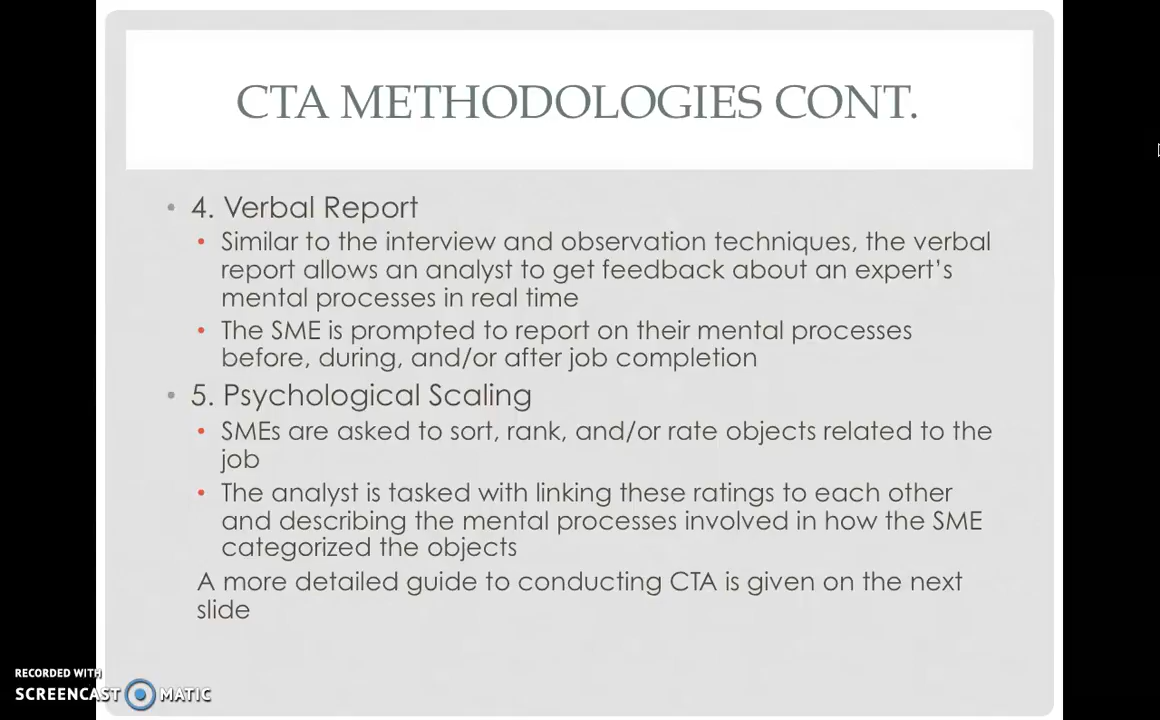 CTA METHODOLOGIES CONT.
• 4. Verbal Report
• Similar to the interview and observation techniques, the verbal
report allows an analyst to get feedback about an expert's
mental processes in real time
• The SME is prompted to report on their mental processes
before, during, and/or after job completion
• 5. Psychological Scaling
• SMEs are asked to sort, rank, and/or rate objects related to the
job
• The analyst is tasked with linking these ratings to each other
and describing the mental processes involved in how the SME
categorized the objects
A more detailed guide to conducting CTA is given on the next
slide
RECORDED WITH
SCREENCAST MATIC